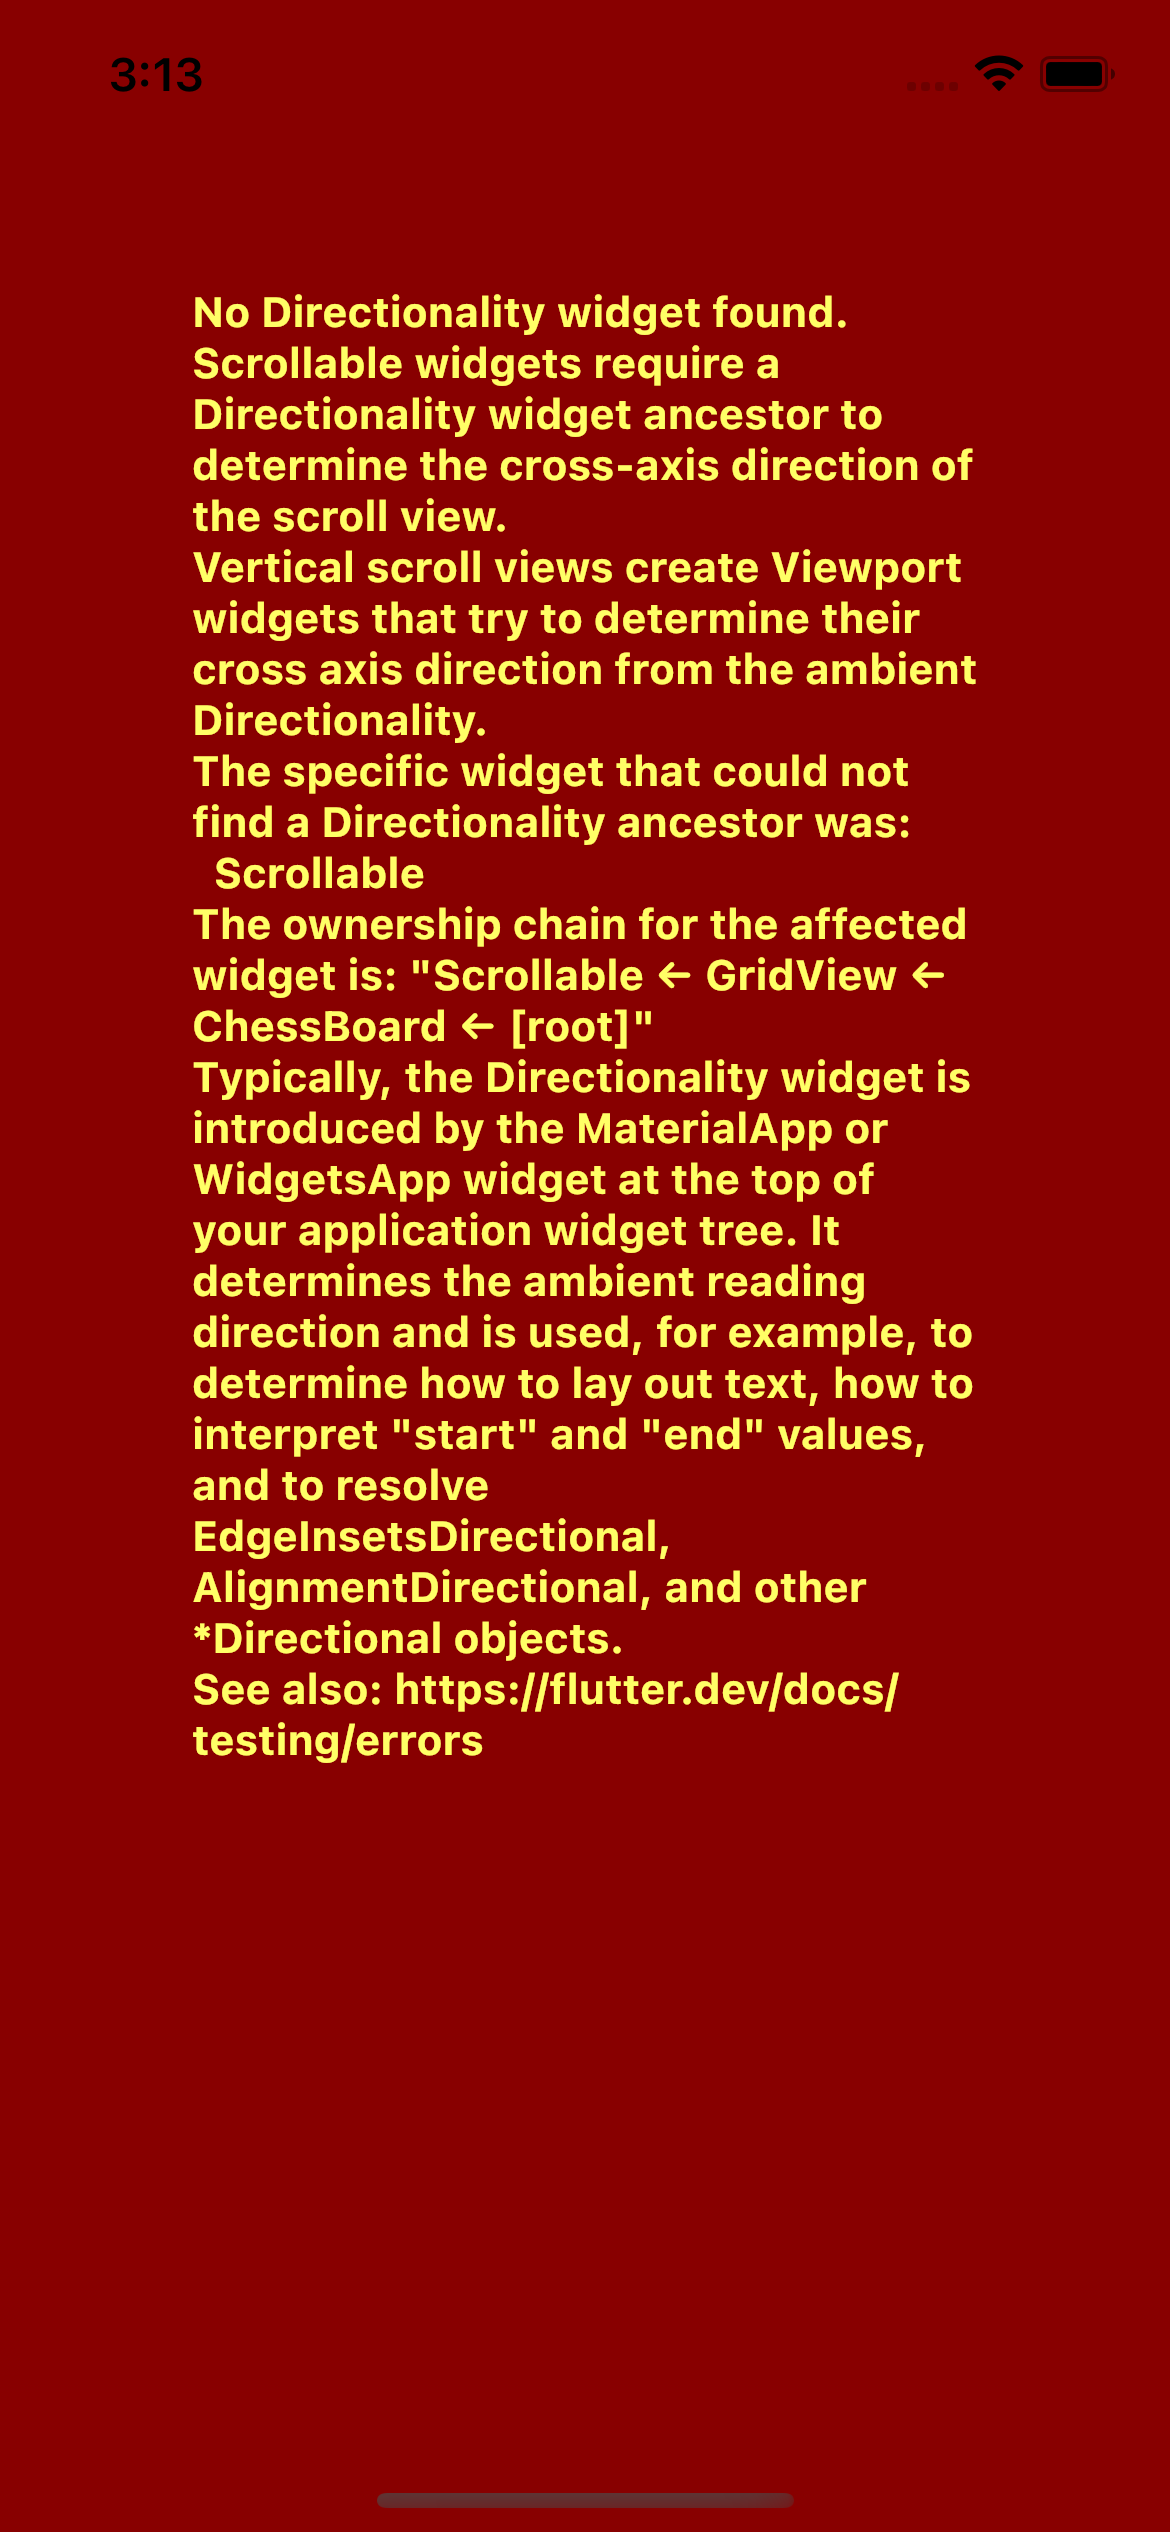 3:13
No Directionality widget found.
Scrollable widgets require a
Directionality widget ancestor to
determine the cross-axis direction of
the scroll view.
Vertical scroll views create Viewport
widgets that try to determine their
cross axis direction from the ambient
Directionality.
The specific widget that could not
find a Directionality ancestor was:
  Scrollable
The ownership chain for the affected
widget is: "Scrollable ← GridView ←
ChessBoard ← [root]"
Typically, the Directionality widget is
introduced by the MaterialApp or
WidgetsApp widget at the top of
your application widget tree. It
determines the ambient reading
direction and is used, for example, to
determine how to lay out text, how to
interpret "start" and "end" values,
and to resolve
EdgeInsetsDirectional,
AlignmentDirectional, and other
*Directional objects.
See also: https://flutter.dev/docs/
testing/errors